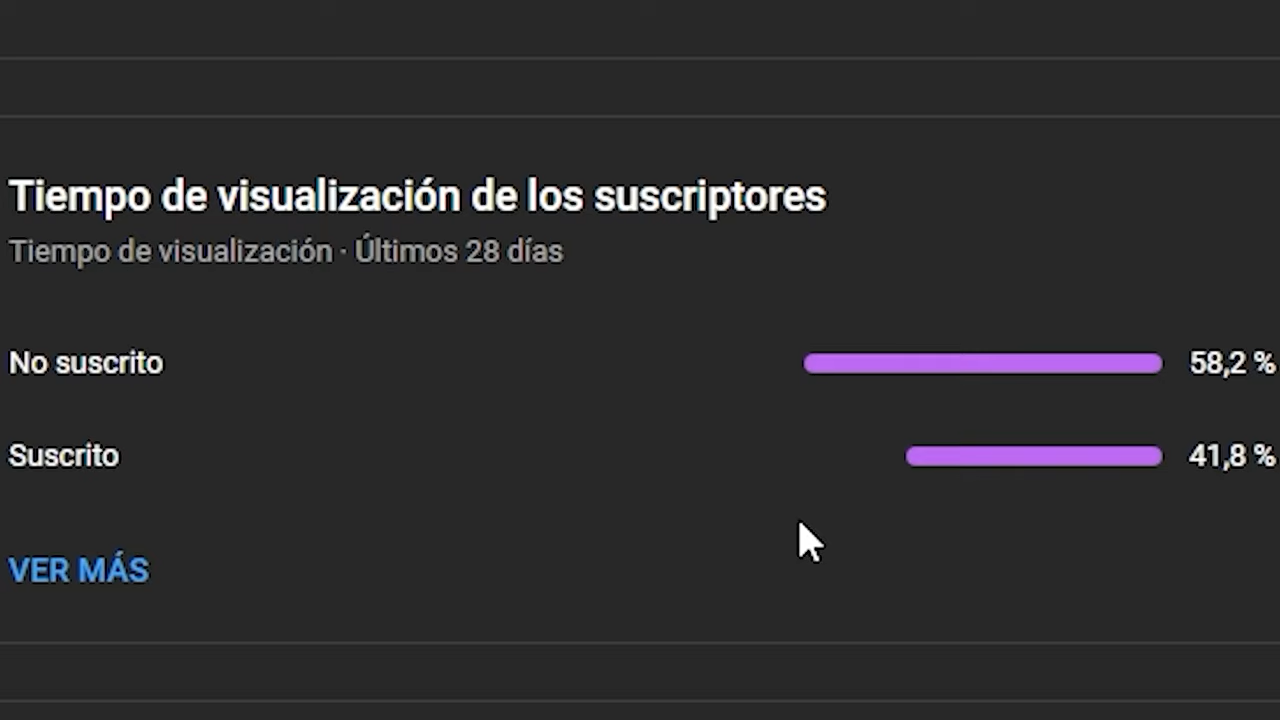 Tiempo de visualización de los suscriptores
Tiempo de visualización · Últimos 28 días
No suscrito 58,2 %
Suscrito 41,8 %
VER MÁS